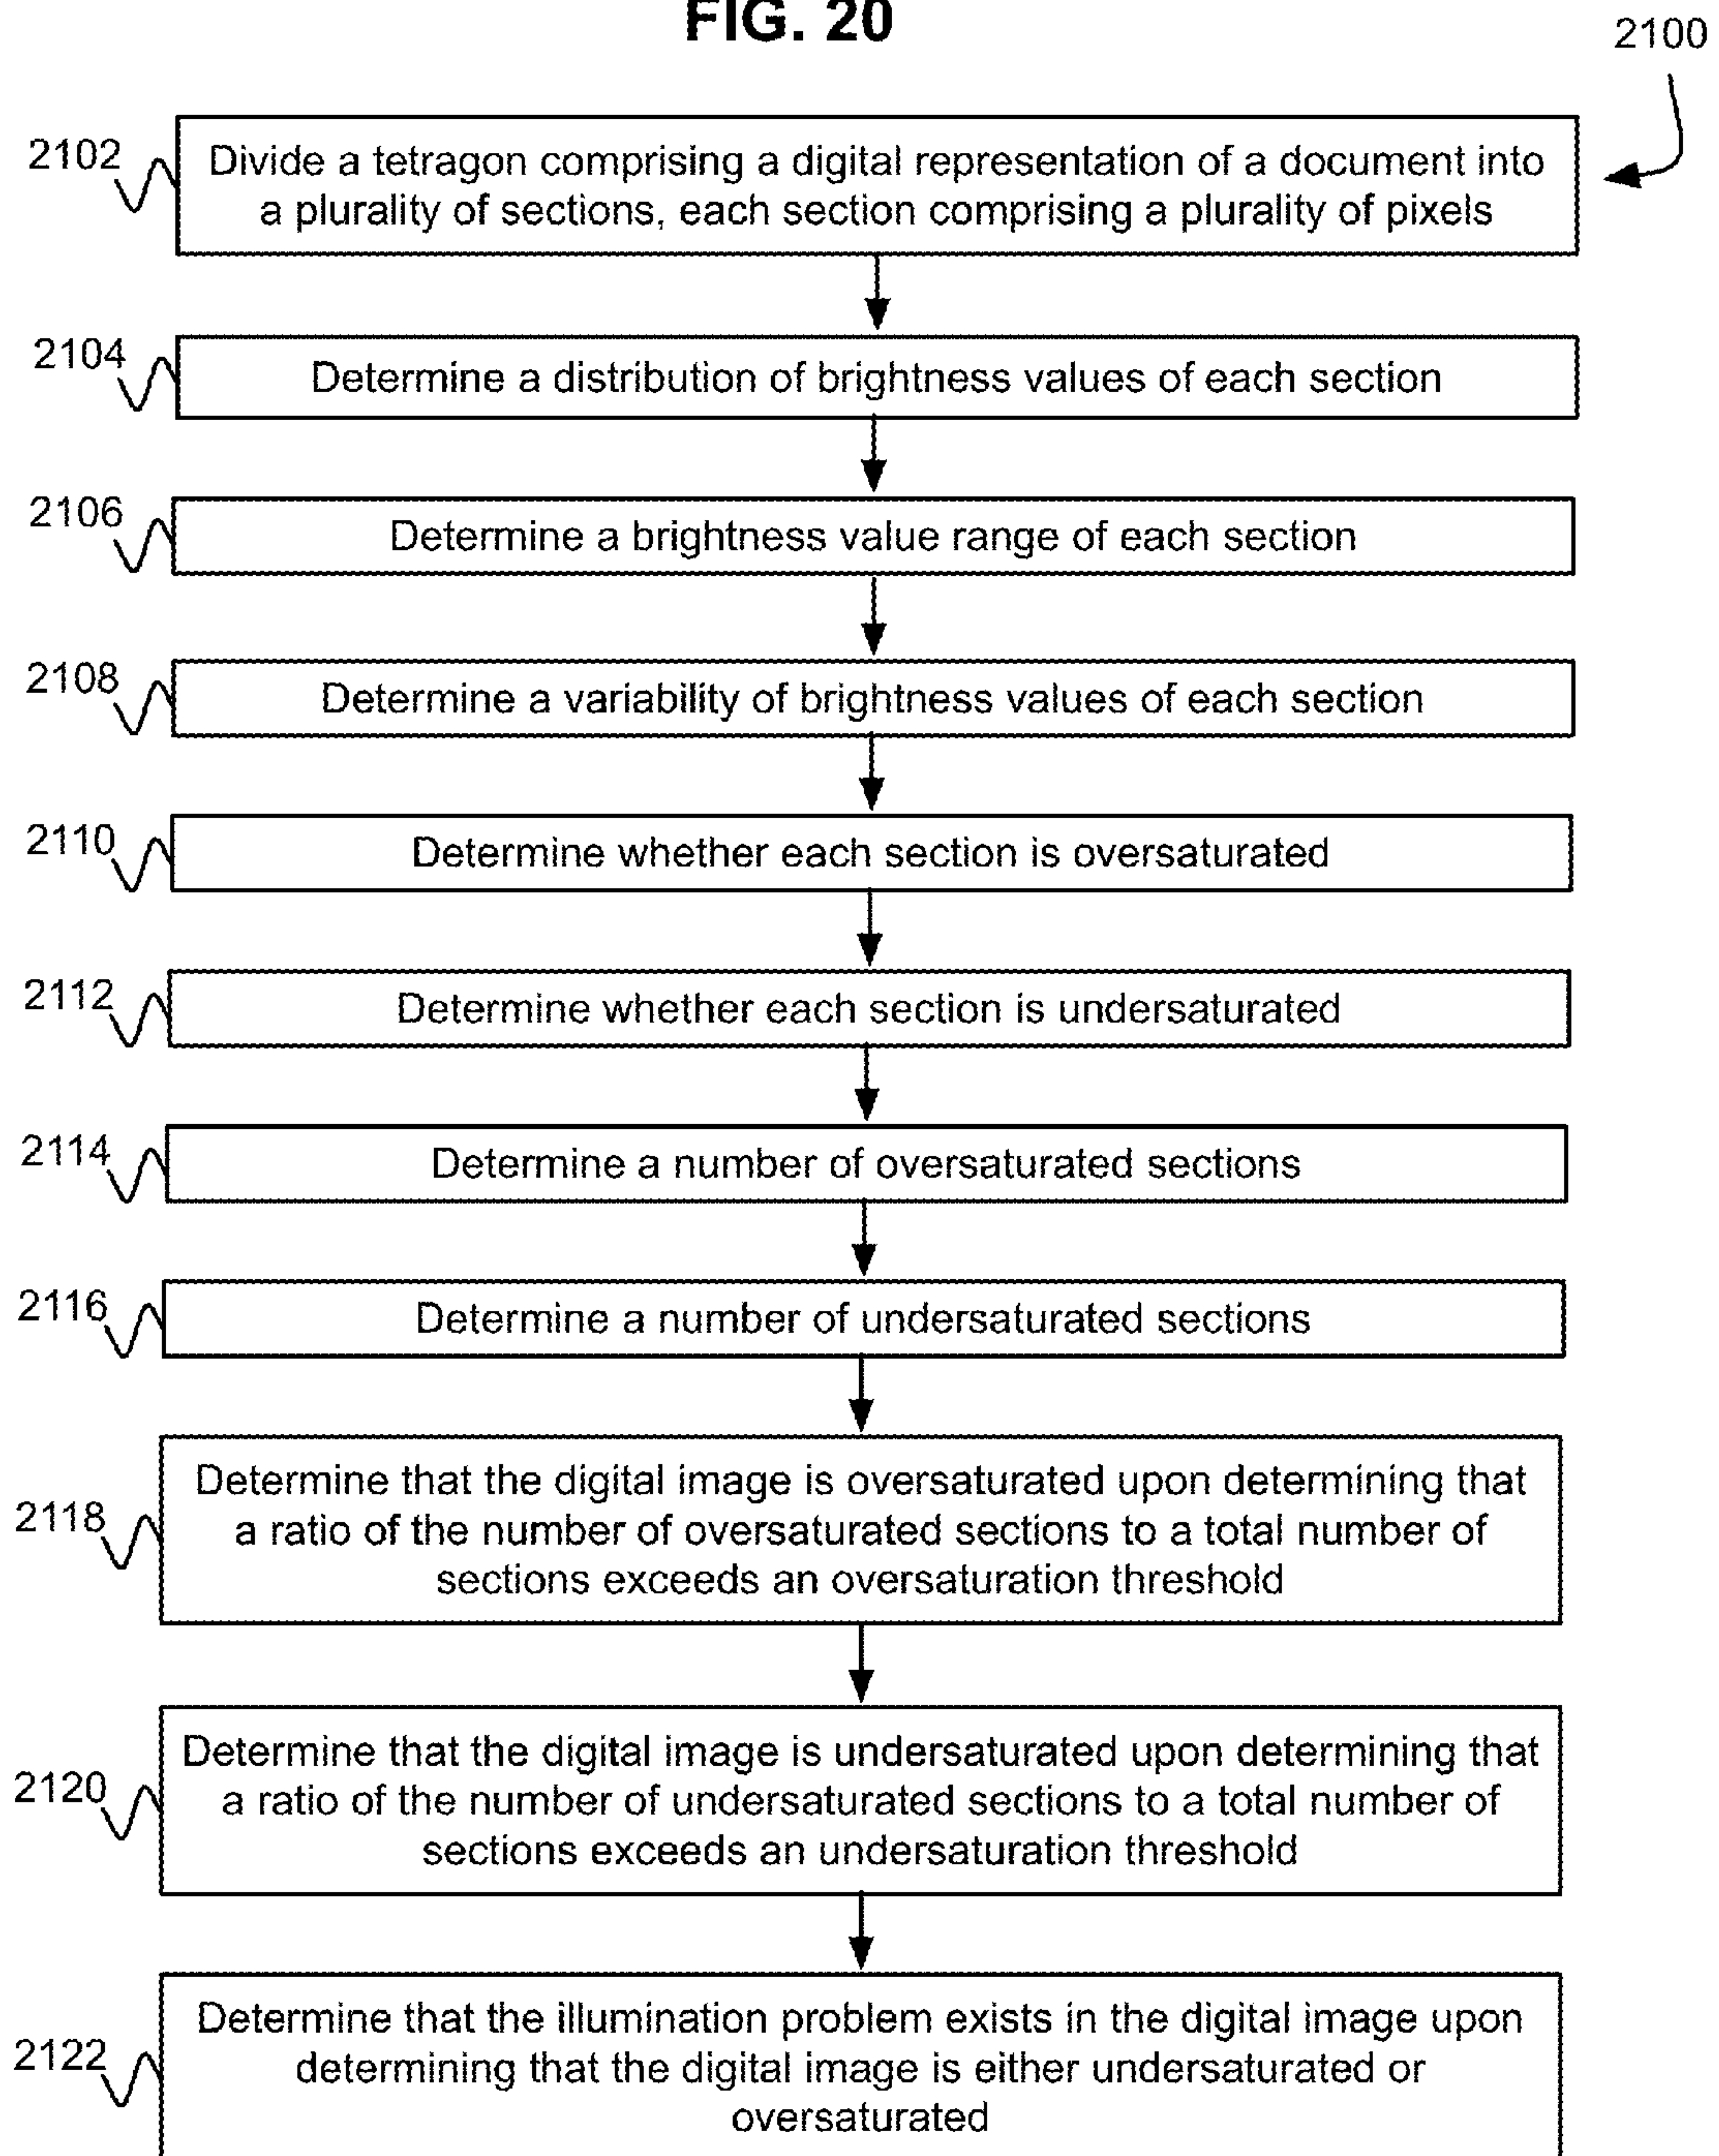 FIG. 20
2100
2102
Divide a tetragon comprising a digital representation of a document into
a plurality of sections, each section comprising a plurality of pixels
2104
Determine a distribution of brightness values of each section
2106
Determine a brightness value range of each section
2108
Determine a variability of brightness values of each section
2110
Determine whether each section is oversaturated
2112
Determine whether each section is undersaturated
2114
Determine a number of oversaturated sections
2116
Determine a number of undersaturated sections
2118
Determine that the digital image is oversaturated upon determining that
a ratio of the number of oversaturated sections to a total number of
sections exceeds an oversaturation threshold
2120
Determine that the digital image is undersaturated upon determining that
a ratio of the number of undersaturated sections to a total number of
sections exceeds an undersaturation threshold
2122
Determine that the illumination problem exists in the digital image upon
determining that the digital image is either undersaturated or
oversaturated